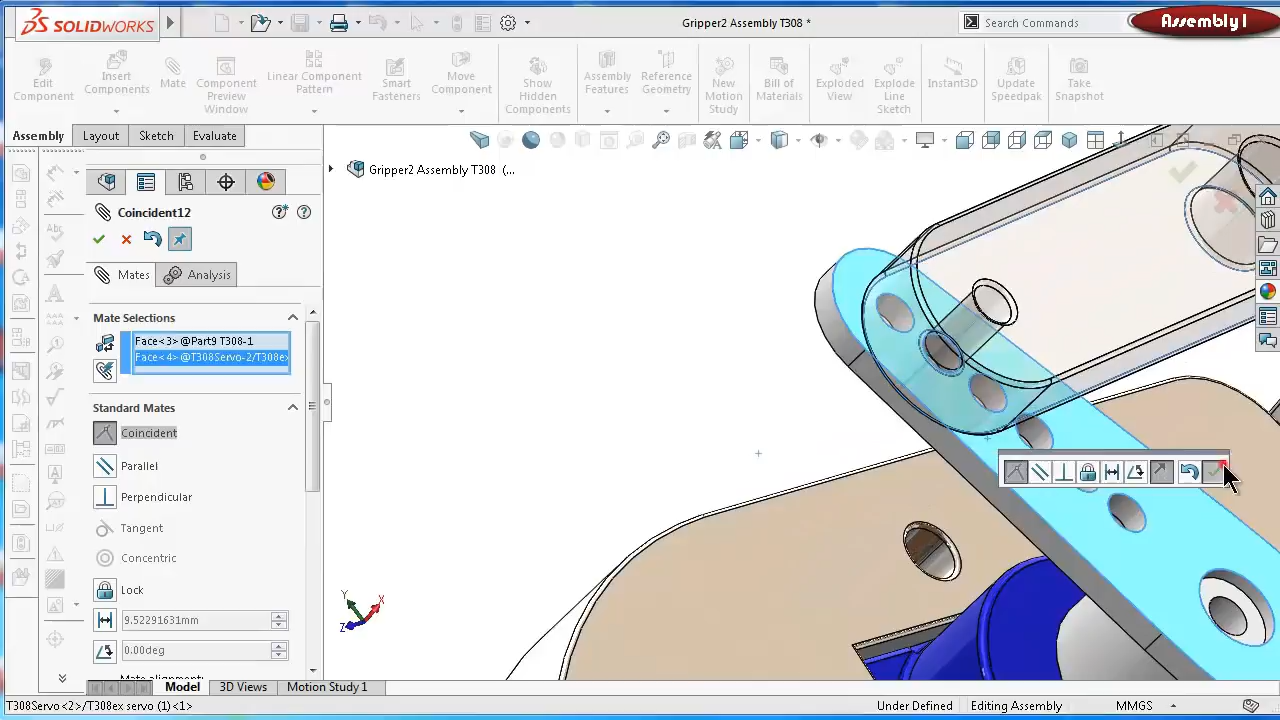 SOLIDWORKS
Gripper2 Assembly T308 *
Search Commands
Assembly1
Edit Component
Insert Components
Mate
Component Preview Window
Linear Component Pattern
Smart Fasteners
Move Component
Show Hidden Components
Assembly Features
Reference Geometry
New Motion Study
Bill of Materials
Exploded View
Explode Line Sketch
Instant3D
Update Speedpak
Take Snapshot
Assembly
Layout
Sketch
Evaluate
Gripper2 Assembly T308 (...
Coincident12
Mates
Analysis
Mate Selections
Face<3>@Part9 T308-1
Face<4>@T308Servo-2/T308ex
Standard Mates
Coincident
Parallel
Perpendicular
Tangent
Concentric
Lock
9.52291631mm
0.00deg
Mate alignment:
Y
X
Z
Model
3D Views
Motion Study 1
T308Servo<2>/T308ex servo (1)<1>
Under Defined
Editing Assembly
MMGS